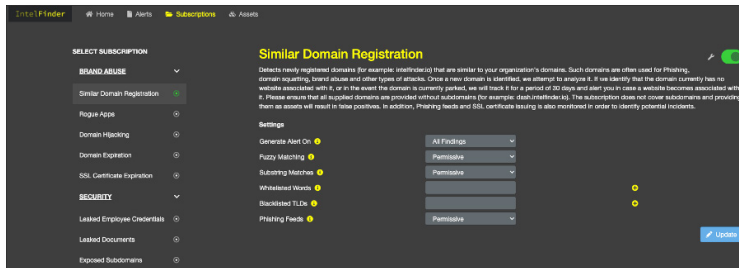 IntelFinder Home Alerts Subscriptions Assets
SELECT SUBSCRIPTION
BRAND ABUSE
Similar Domain Registration
Rogue Apps
Domain Hijacking
Domain Expiration
SSL Certificate Expiration
SECURITY
Leaked Employee Credentials
Leaked Documents
Exposed Subdomains
Similar Domain Registration
Detects newly registered domains (for example: intelfinder.io) that are similar to your organization's domains. Such domains are often used for Phishing,
domain squatting, brand abuse and other types of attacks. Once a new domain is identified, we attempt to analyze it. If we identify that the domain currently has no
website associated with it, or in the event the domain is currently parked, we will track it for a period of 30 days and alert you in case a website becomes associated with
it. Please ensure that all supplied domains are provided without subdomains (for example: dash.intelfinder.io). The subscription does not cover subdomains and providing
them as assets will result in false positives. In addition, Phishing feeds and SSL certificate issuing is also monitored in order to identify potential incidents.
Settings
Generate Alert On All Findings
Fuzzy Matching Permissive
Substring Matches Permissive
Whitelisted Words
Blacklisted TLDs
Phishing Feeds Permissive
Update